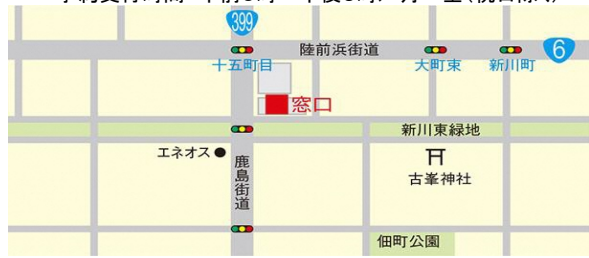 399
陸前浜街道
6
十五町目
大町東
新川町
窓口
新川東緑地
エネオス
鹿島街道
古峯神社
佃町公園